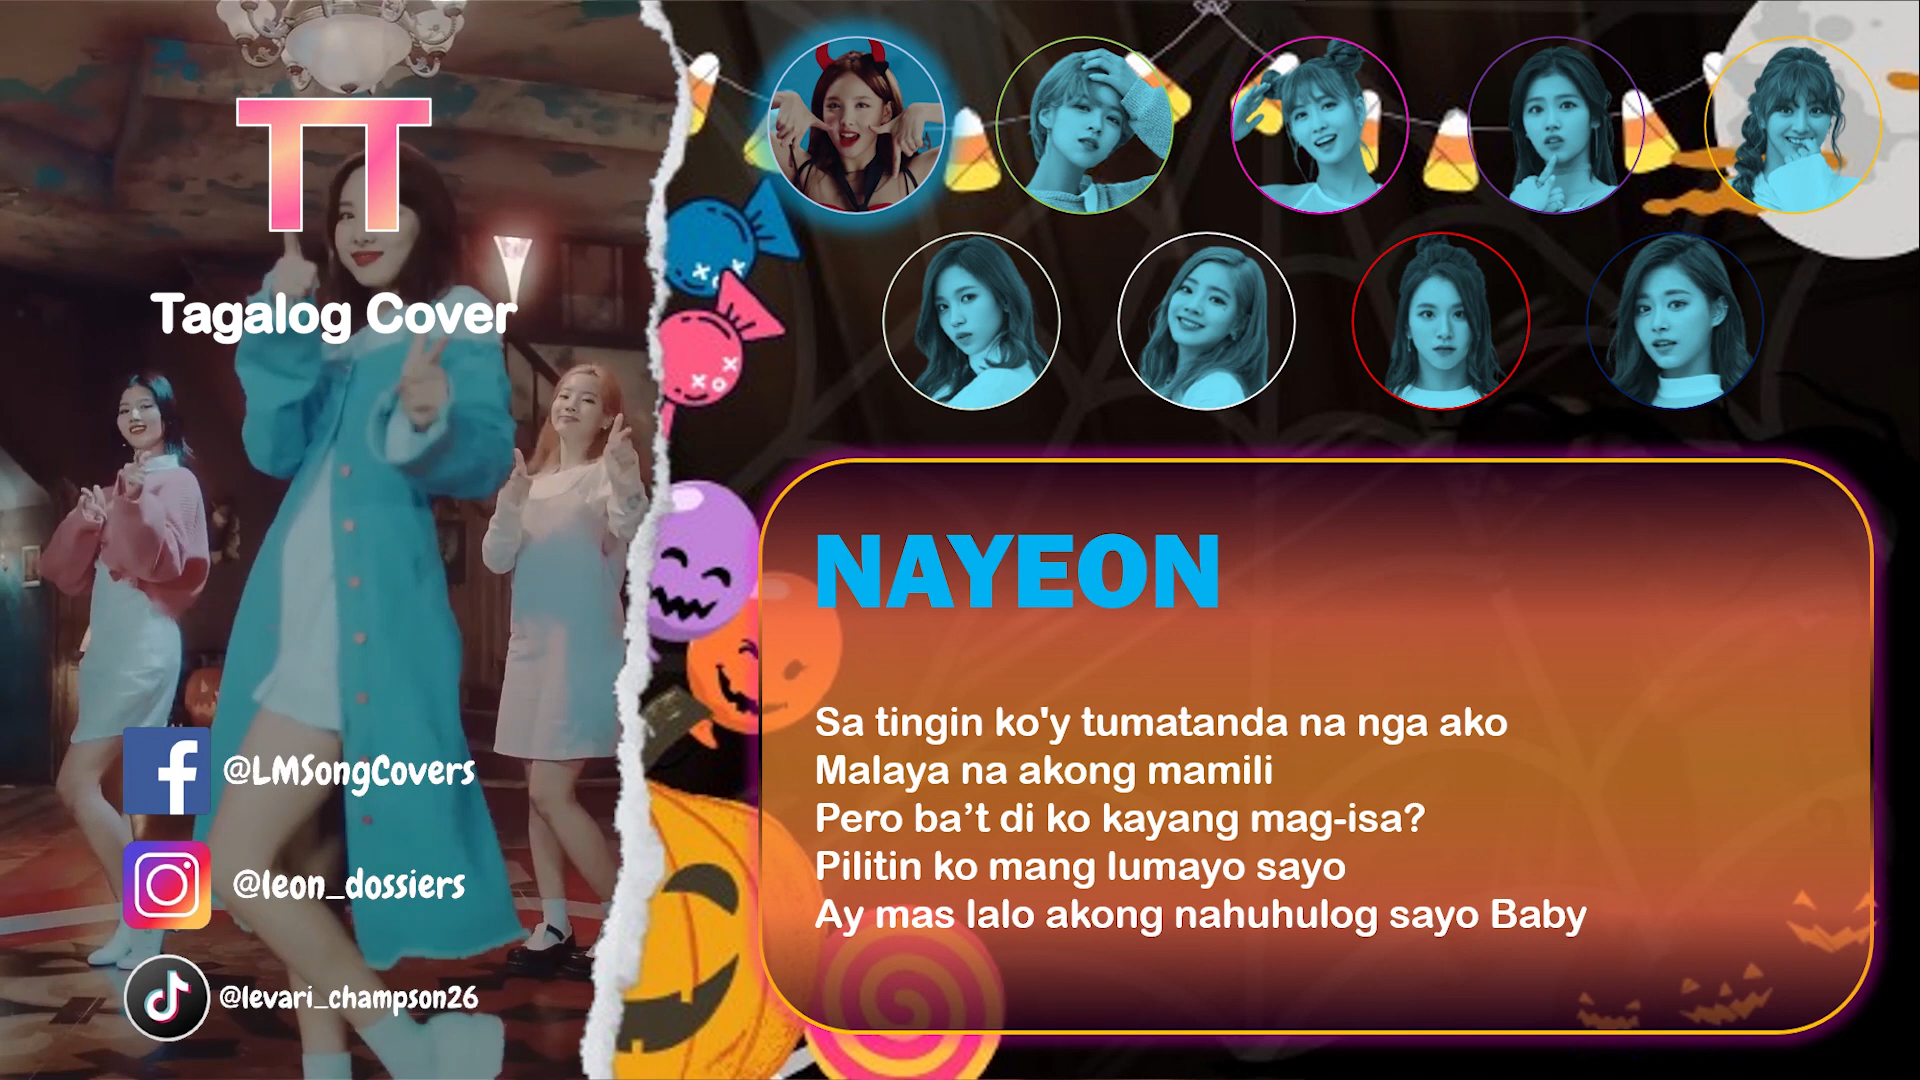 TT
Tagalog Cover
@LMSongCovers
@leon_dossiers
@levari_champson26
NAYEON
Sa tingin ko'y tumatanda na nga ako
Malaya na akong mamili
Pero ba’t di ko kayang mag-isa?
Pilitin ko mang lumayo sayo
Ay mas lalo akong nahuhulog sayo Baby